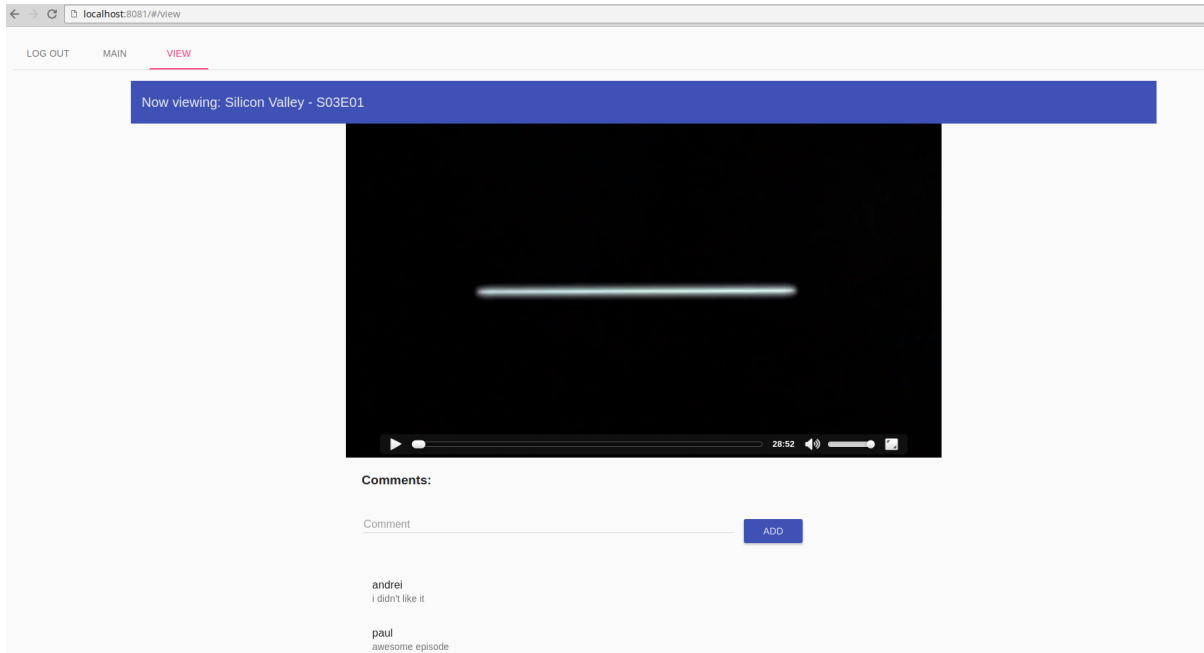 localhost:8081/#/view
LOG OUT MAIN VIEW
Now viewing: Silicon Valley - S03E01
28:52
Comments:
Comment
ADD
andrei
i didn't like it
paul
awesome episode